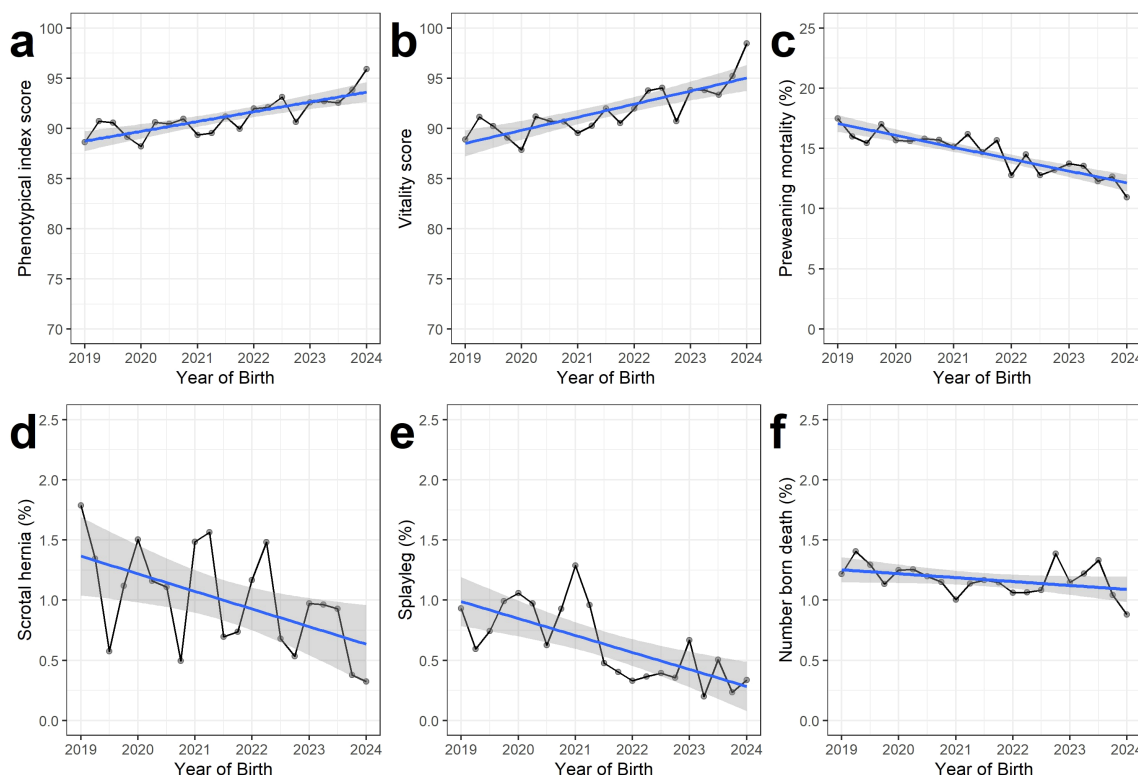 a
Phenotypical index score
100
95
90
85
80
75
70
2019 2020 2021 2022 2023 2024
Year of Birth
b
Vitality score
100
95
90
85
80
75
70
2019 2020 2021 2022 2023 2024
Year of Birth
c
Preweaning mortality (%)
25
20
15
10
5
0
2019 2020 2021 2022 2023 2024
Year of Birth
d
Scrotal hernia (%)
2.5
2.0
1.5
1.0
0.5
0.0
2019 2020 2021 2022 2023 2024
Year of Birth
e
Splayleg (%)
2.5
2.0
1.5
1.0
0.5
0.0
2019 2020 2021 2022 2023 2024
Year of Birth
f
Number born death (%)
2.5
2.0
1.5
1.0
0.5
0.0
2019 2020 2021 2022 2023 2024
Year of Birth